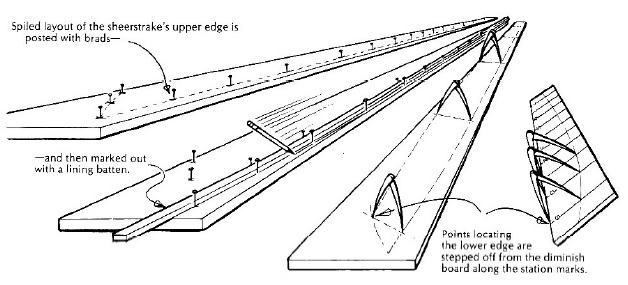 Spiled layout of the sheerstrake's upper edge is
posted with brads—
—and then marked out
with a lining batten.
Points locating
the lower edge are
stepped off from the diminish
board along the station marks.